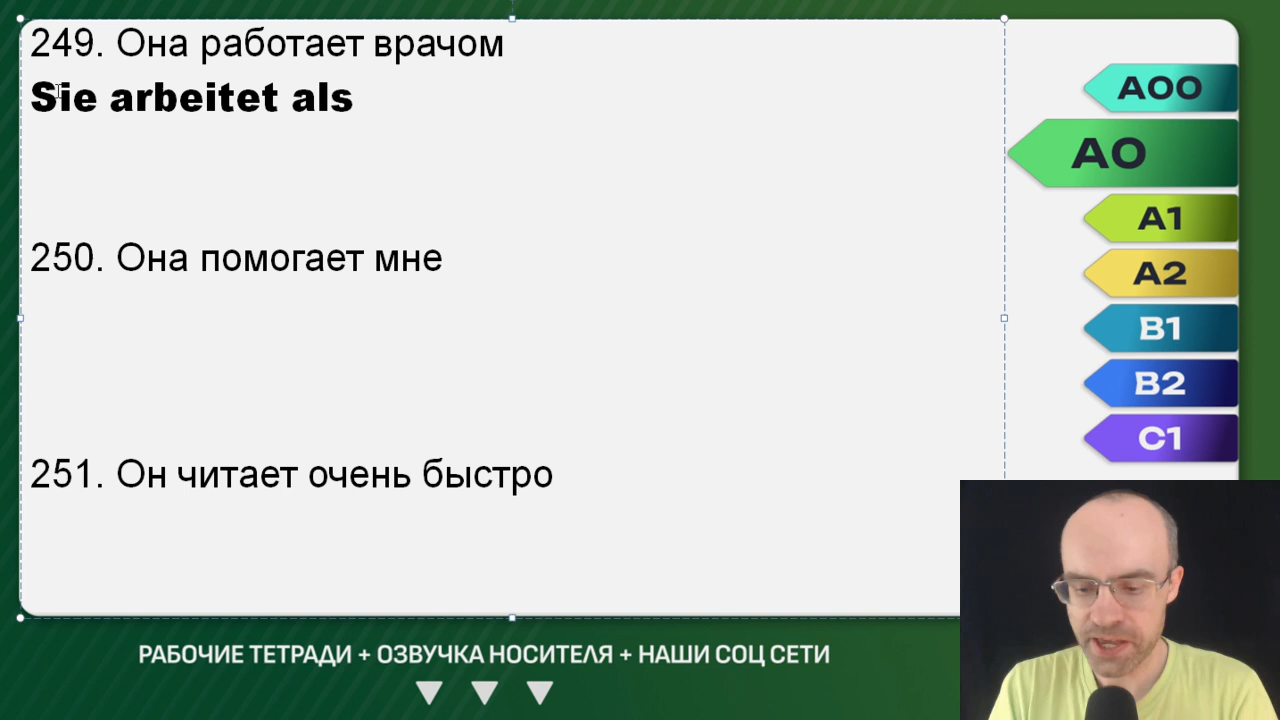 249. Она работает врачом
Sie arbeitet als
250. Она помогает мне
251. Он читает очень быстро
A00
A0
A1
A2
B1
B2
C1
РАБОЧИЕ ТЕТРАДИ + ОЗВУЧКА НОСИТЕЛЯ + НАШИ СОЦ СЕТИ